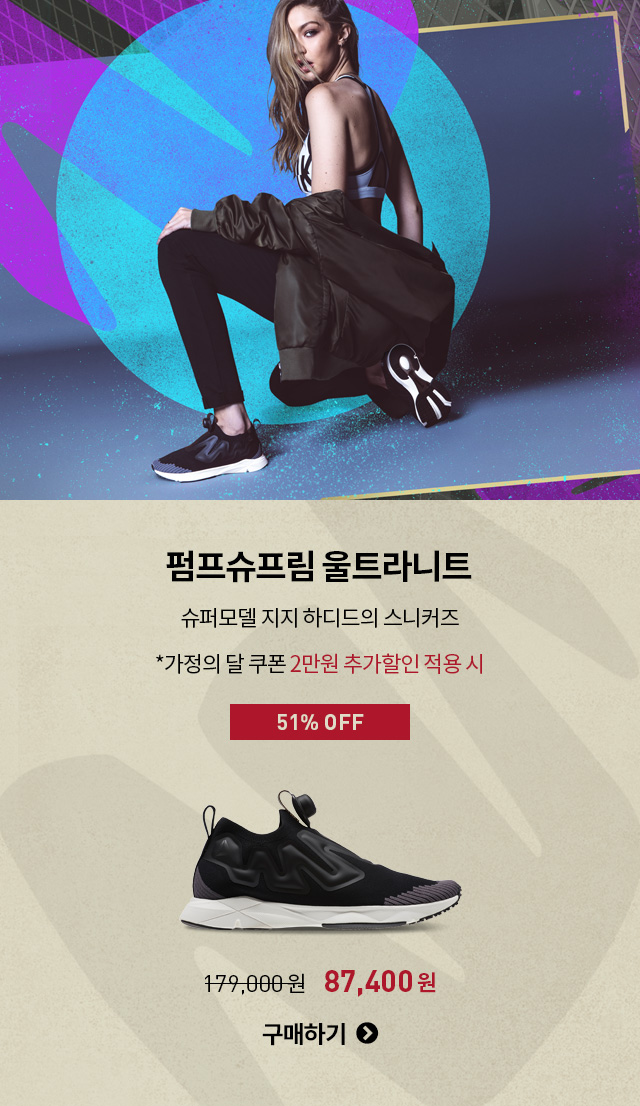 펌프슈프림 울트라니트
슈퍼모델 지지 하디드의 스니커즈
*가정의 달 쿠폰 2만원 추가할인 적용 시
51% OFF
179,000 원 87,400 원
구매하기